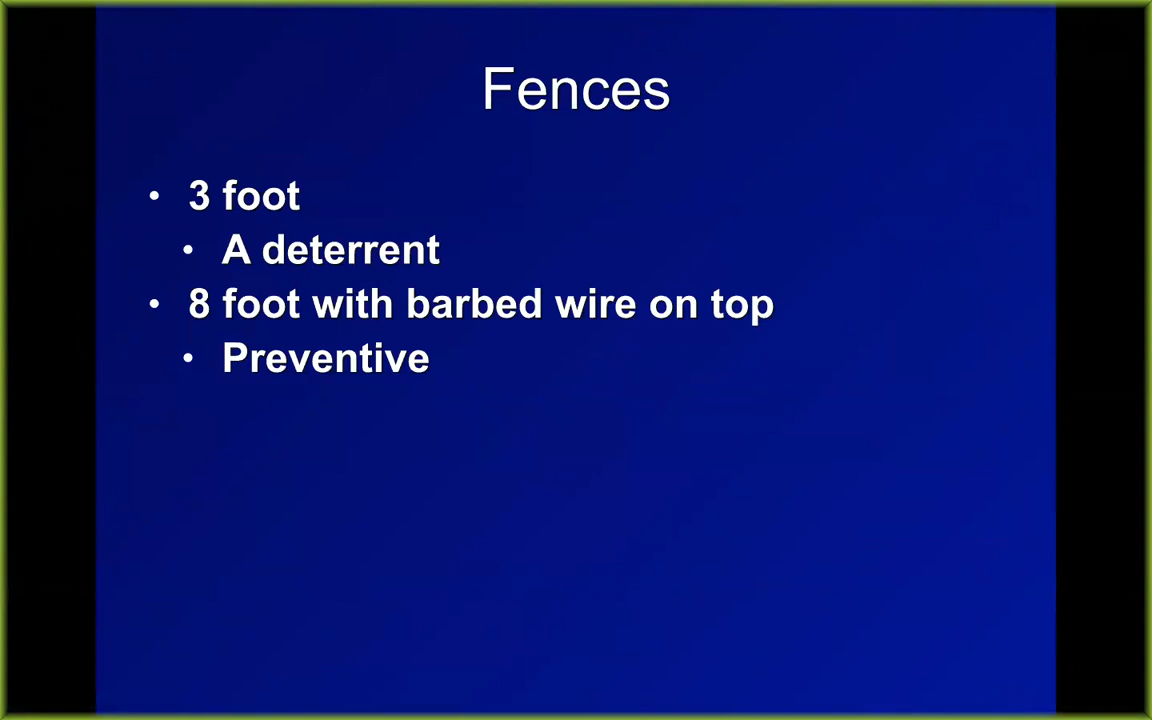 Fences
• 3 foot
• A deterrent
• 8 foot with barbed wire on top
• Preventive